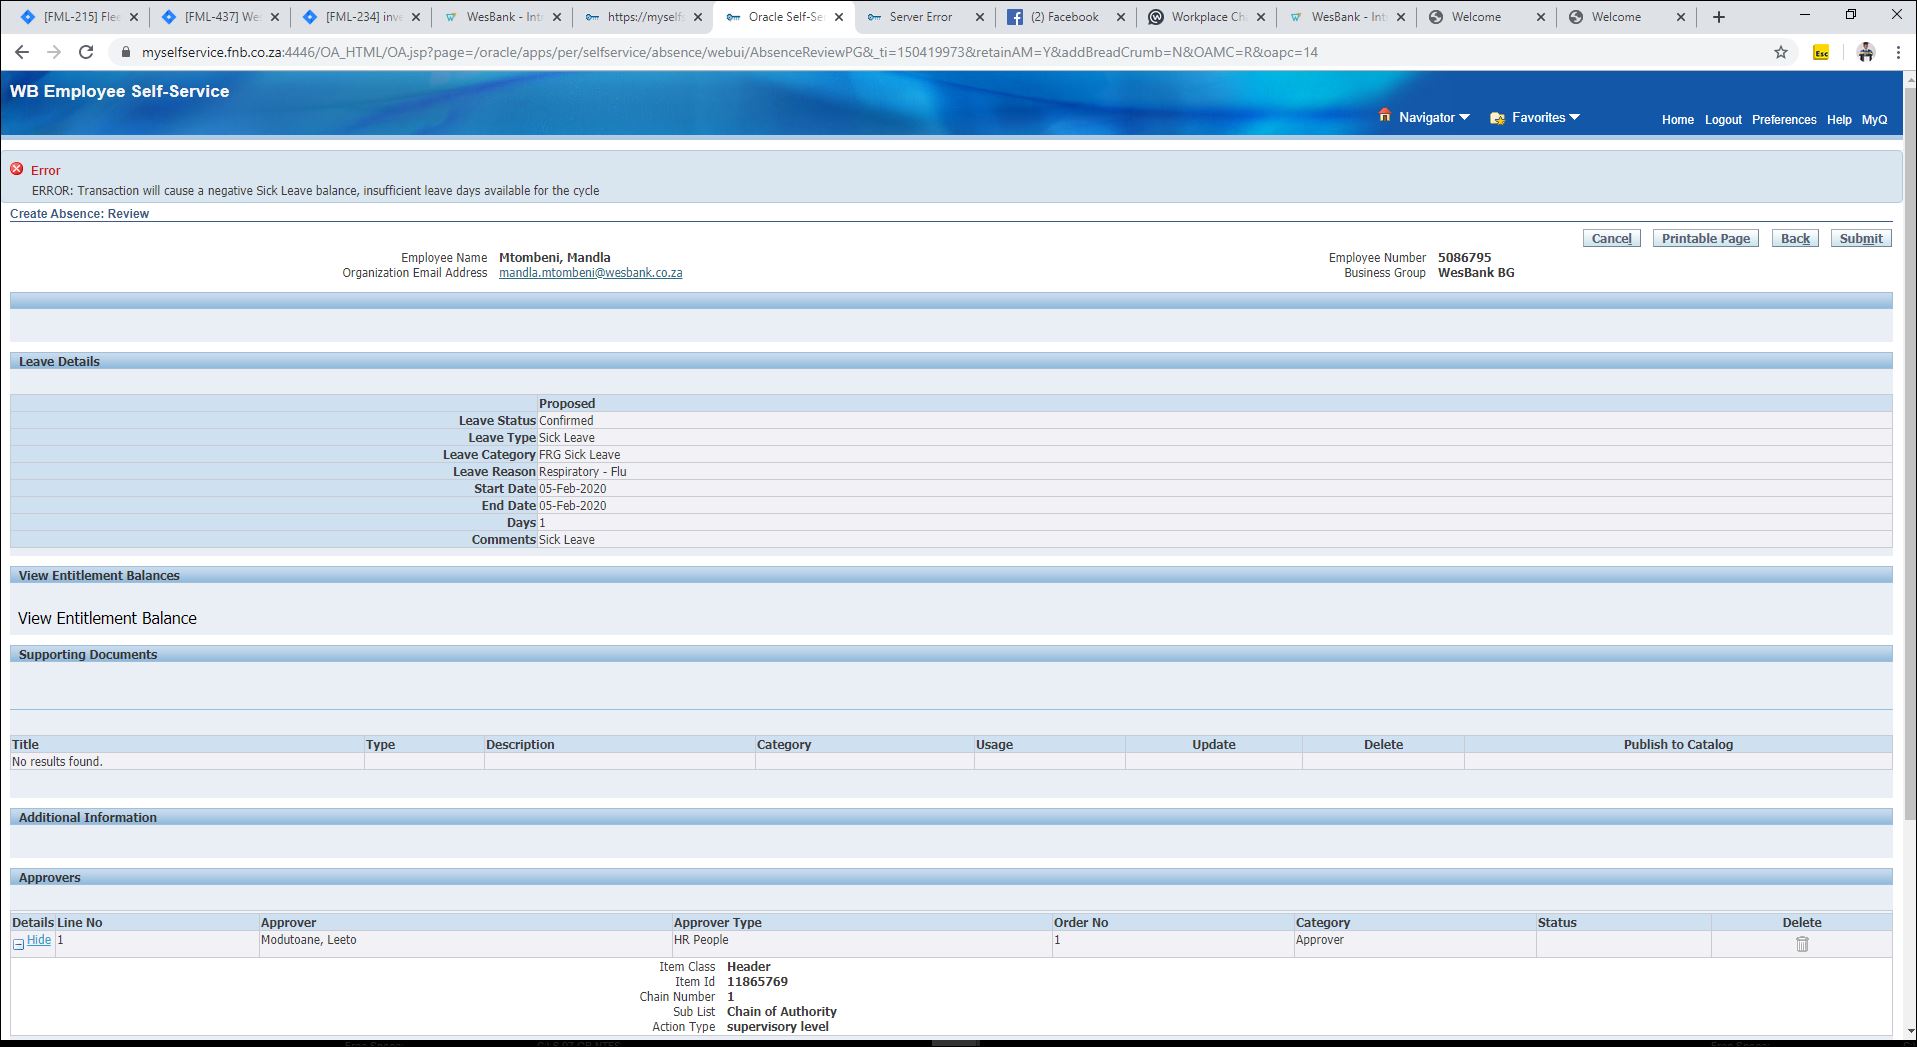 [FML-215] Flee
[FML-437] We
[FML-234] inve
WesBank - Int
https://myself
Oracle Self-Se
Server Error
(2) Facebook
Workplace Ch
WesBank - Int
Welcome
Welcome
myselfservice.fnb.co.za:4446/OA_HTML/OA.jsp?page=/oracle/apps/per/selfservice/absence/webui/AbsenceReviewPG&_ti=150419973&retainAM=Y&addBreadCrumb=N&OAMC=R&oapc=14
Esc
WB Employee Self-Service
Navigator Favorites Home Logout Preferences Help MyQ
Error
ERROR: Transaction will cause a negative Sick Leave balance, insufficient leave days available for the cycle
Create Absence: Review
Cancel Printable Page Back Submit
Employee Name Mtombeni, Mandla Employee Number 5086795
Organization Email Address mandla.mtombeni@wesbank.co.za Business Group WesBank BG
Leave Details
Proposed
Leave Status Confirmed
Leave Type Sick Leave
Leave Category FRG Sick Leave
Leave Reason Respiratory - Flu
Start Date 05-Feb-2020
End Date 05-Feb-2020
Days 1
Comments Sick Leave
View Entitlement Balances
View Entitlement Balance
Supporting Documents
Title Type Description Category Usage Update Delete Publish to Catalog
No results found.
Additional Information
Approvers
Details Line No Approver Approver Type Order No Category Status Delete
Hide 1 Modutoane, Leeto HR People 1 Approver
Item Class Header
Item Id 11865769
Chain Number 1
Sub List Chain of Authority
Action Type supervisory level